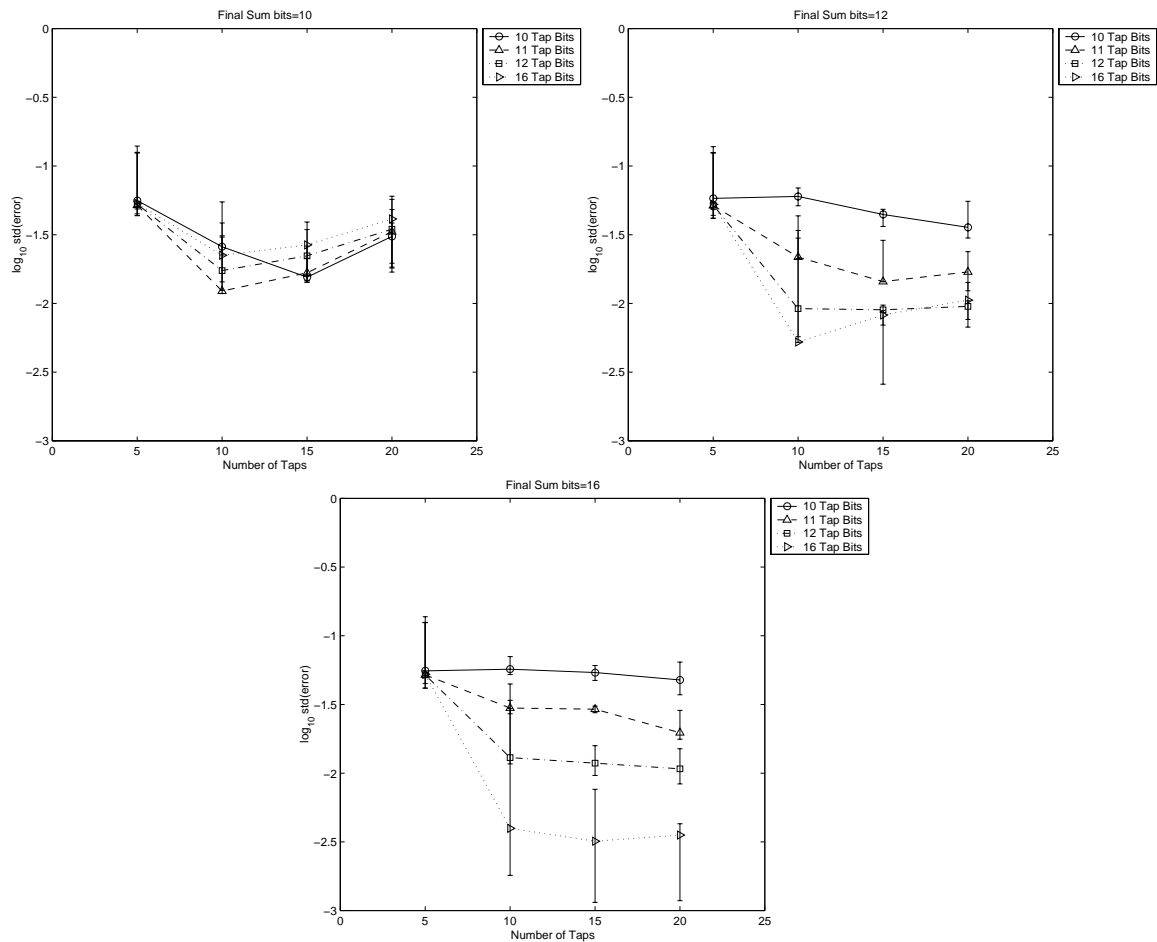 Final Sum bits=10
0
−0.5
−1
−1.5
−2
−2.5
−3
log10 std(error)
0 5 10 15 20 25
Number of Taps
10 Tap Bits
11 Tap Bits
12 Tap Bits
16 Tap Bits
Final Sum bits=12
0
−0.5
−1
−1.5
−2
−2.5
−3
log10 std(error)
0 5 10 15 20 25
Number of Taps
10 Tap Bits
11 Tap Bits
12 Tap Bits
16 Tap Bits
Final Sum bits=16
0
−0.5
−1
−1.5
−2
−2.5
−3
log10 std(error)
0 5 10 15 20 25
Number of Taps
10 Tap Bits
11 Tap Bits
12 Tap Bits
16 Tap Bits